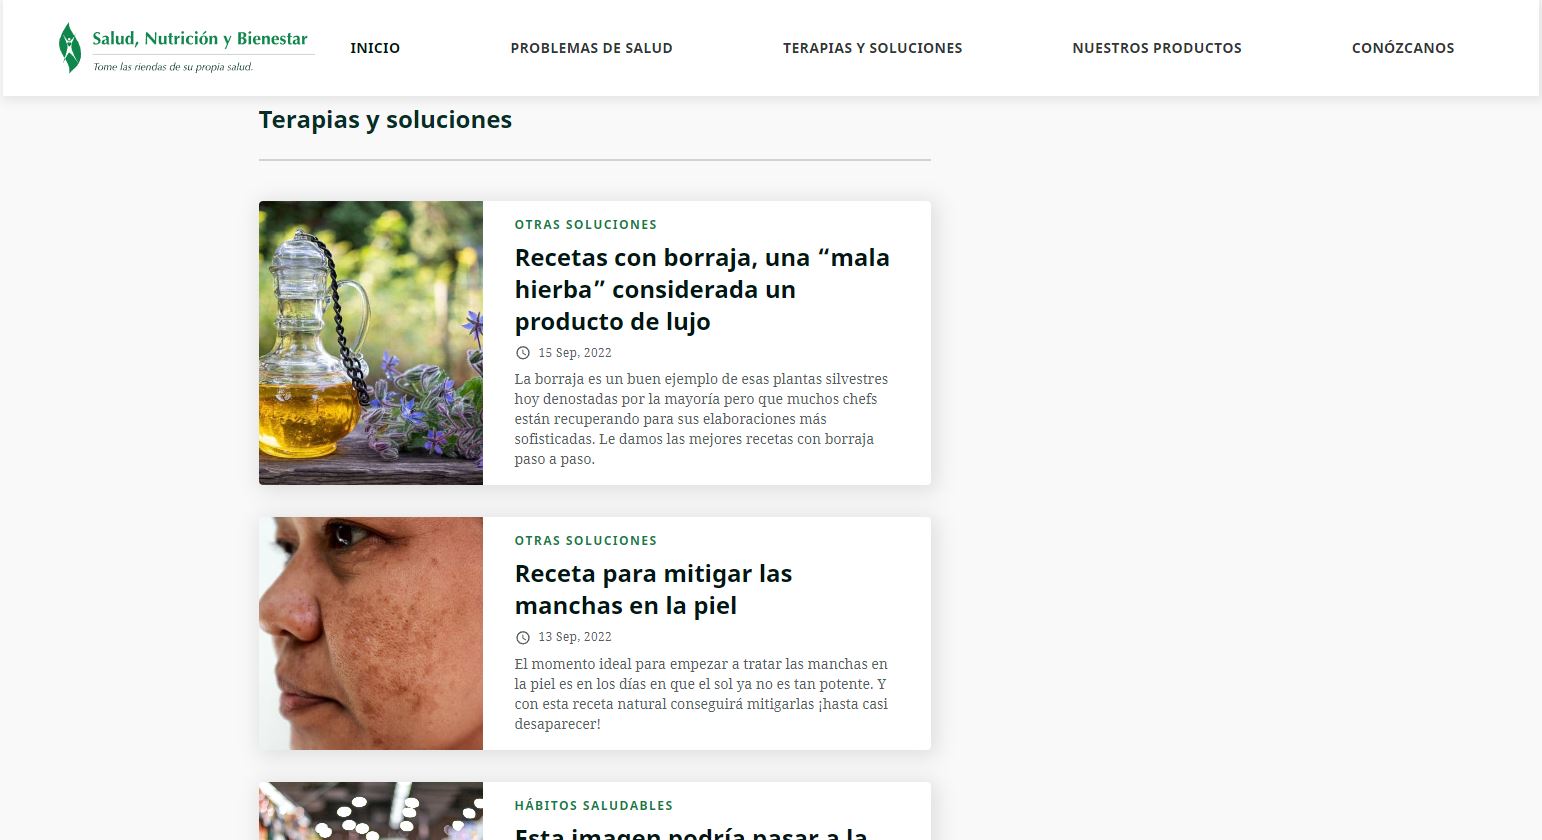 Salud, Nutrición y Bienestar
Tome las riendas de su propia salud.
INICIO
PROBLEMAS DE SALUD
TERAPIAS Y SOLUCIONES
NUESTROS PRODUCTOS
CONÓZCANOS
Terapias y soluciones
OTRAS SOLUCIONES
Recetas con borraja, una “mala
hierba” considerada un
producto de lujo
15 Sep, 2022
La borraja es un buen ejemplo de esas plantas silvestres
hoy denostadas por la mayoría pero que muchos chefs
están recuperando para sus elaboraciones más
sofisticadas. Le damos las mejores recetas con borraja
paso a paso.
OTRAS SOLUCIONES
Receta para mitigar las
manchas en la piel
13 Sep, 2022
El momento ideal para empezar a tratar las manchas en
la piel es en los días en que el sol ya no es tan potente. Y
con esta receta natural conseguirá mitigarlas ¡hasta casi
desaparecer!
HÁBITOS SALUDABLES
Esta imagen podría pasar a la